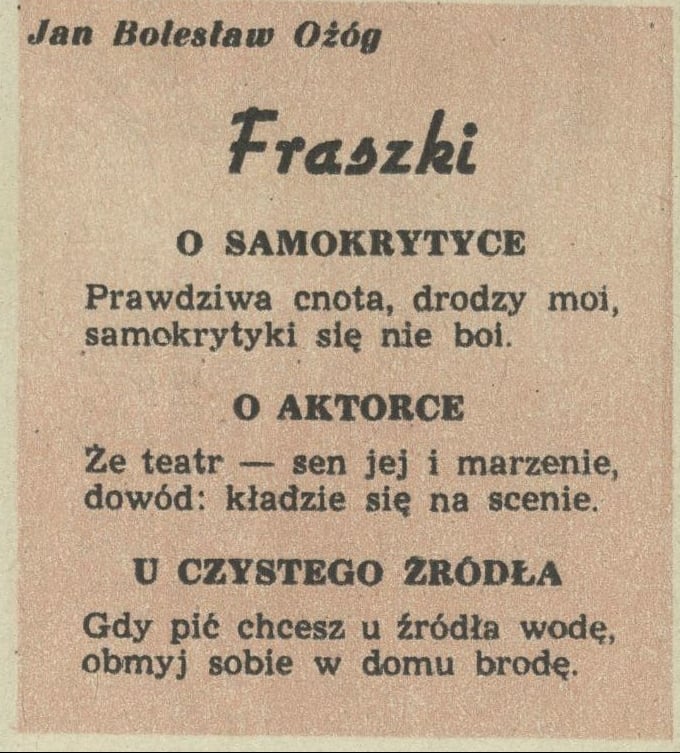 Jan Bolesław Ożóg
Fraszki
O SAMOKRYTYCE
Prawdziwa cnota, drodzy moi,
samokrytyki się nie boi.
O AKTORCE
Że teatr — sen jej i marzenie,
dowód: kładzie się na scenie.
U CZYSTEGO ŹRÓDŁA
Gdy pić chcesz u źródła wodę,
obmyj sobie w domu brodę.